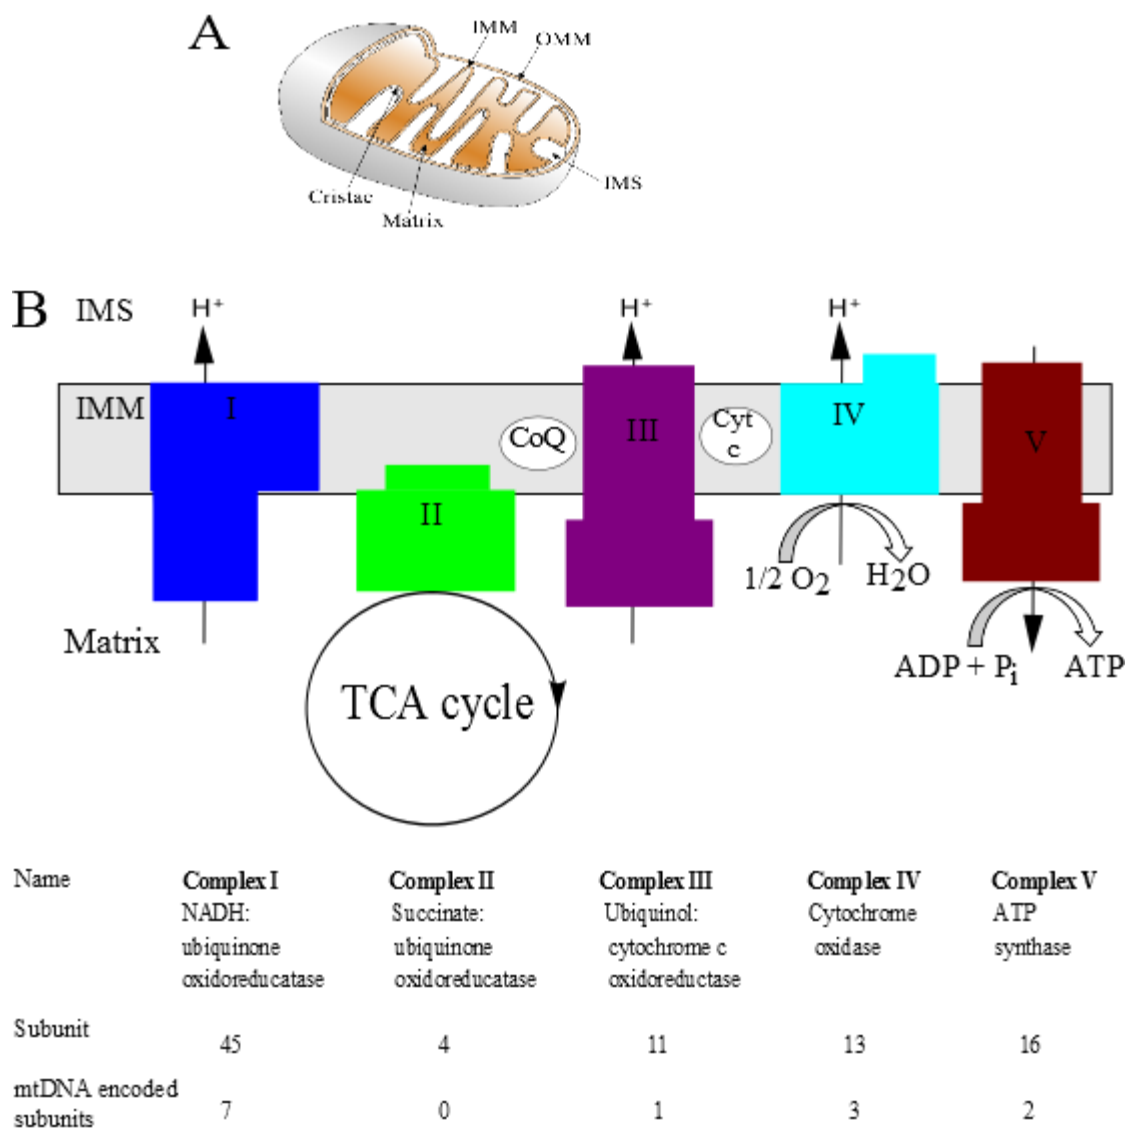 A
IMM
OMM
IMS
Cristac
Matrix
B
IMS
H+
H+
H+
IMM
I
CoQ
III
Cyt
c
IV
V
II
1/2 O2
H2O
Matrix
ADP + Pi
ATP
TCA cycle
Name
Complex I
Complex II
Complex III
Complex IV
Complex V
NADH:
Succinate:
Ubiquinol:
Cytochrome
ATP
ubiquinone
ubiquinone
cytochrome c
oxidase
synthase
oxidoreducatase
oxidoreducatase
oxidoreductase
Subunit
45
4
11
13
16
mtDNA encoded
subunits
7
0
1
3
2